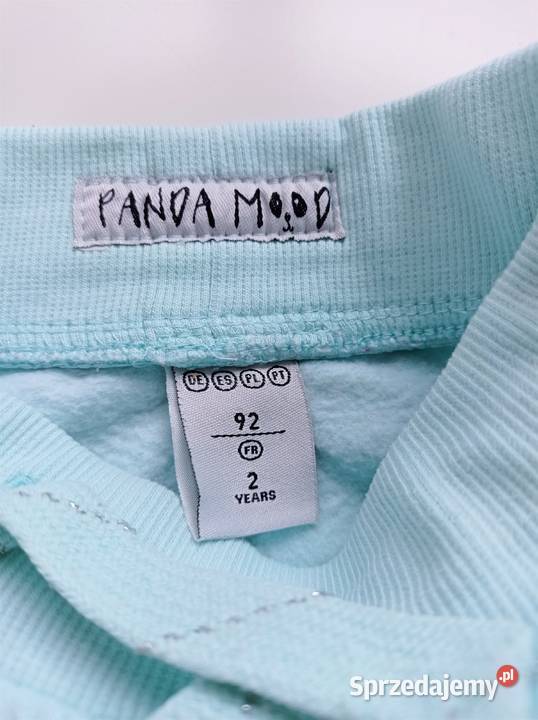 PANDA MOOD
DE ES PL PT
92
FR
2
YEARS
Sprzedajemy.pl